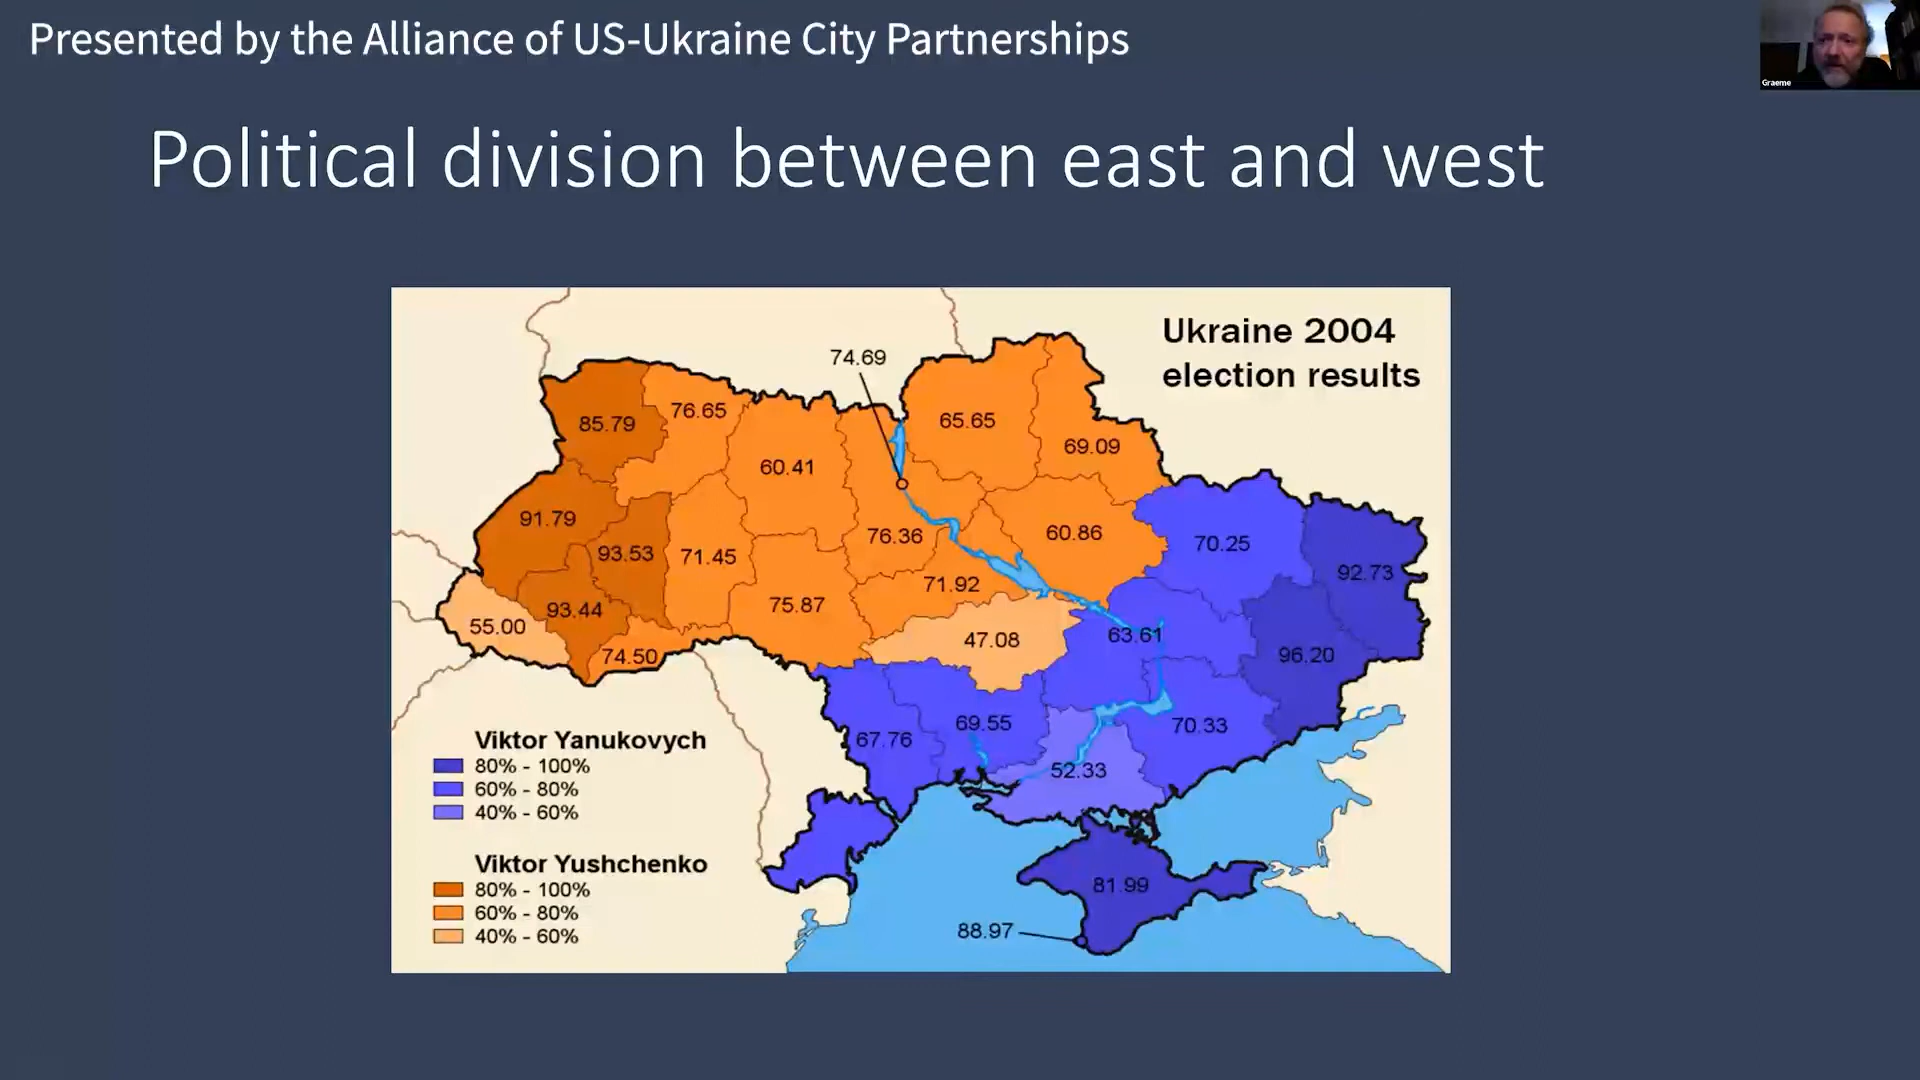 Presented by the Alliance of US-Ukraine City Partnerships
Graeme
Political division between east and west
Ukraine 2004
election results
74.69
85.79
76.65
65.65
69.09
60.41
91.79
93.53
71.45
76.36
60.86
70.25
92.73
93.44
55.00
74.50
75.87
71.92
47.08
63.61
96.20
67.76
69.55
52.33
70.33
81.99
88.97
Viktor Yanukovych
80% - 100%
60% - 80%
40% - 60%
Viktor Yushchenko
80% - 100%
60% - 80%
40% - 60%